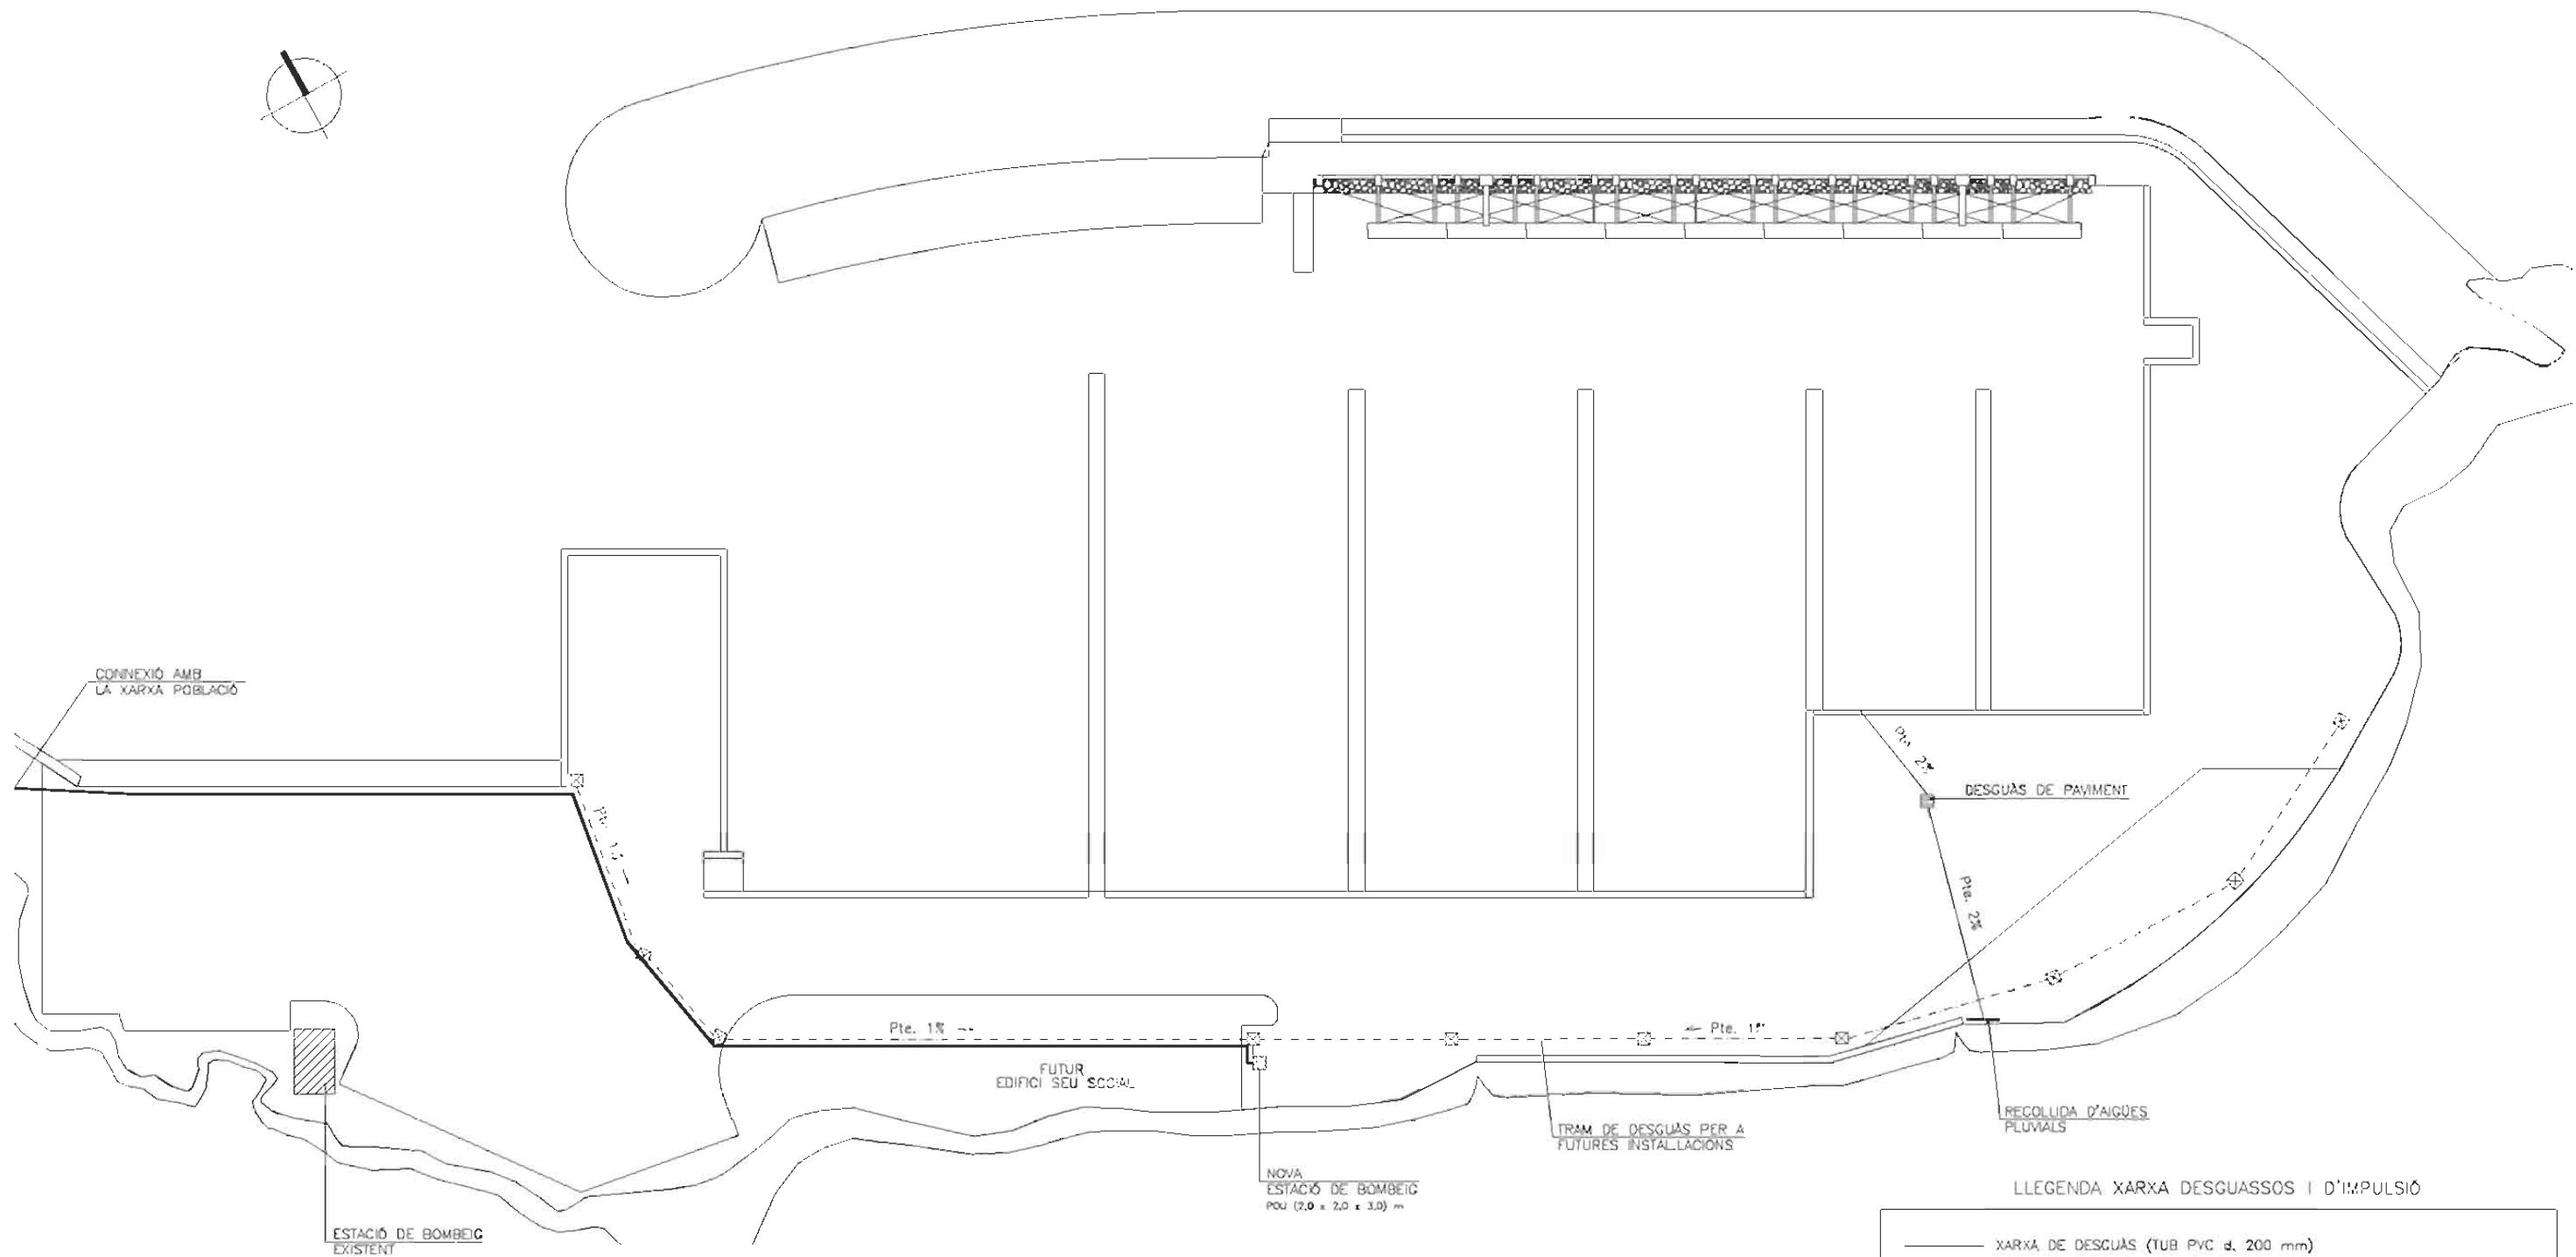 CONNEXIÓ AMB
LA XARXA POBLACIÓ
Pte. 2%
DESGUÀS DE PAVIMENT
Pte. 2%
Pte. 1%
Pte. 1%
FUTUR
EDIFICI SEU SOCIAL
RECOLLIDA D'AIGÜES
PLUVIALS
TRAM DE DESGUÀS PER A
FUTURES INSTAL.LACIONS
NOVA
ESTACIÓ DE BOMBEIG
POU (2,0 x 2,0 x 3,0) m
ESTACIÓ DE BOMBEIG
EXISTENT
LLEGENDA XARXA DESGUASSOS I D'IMPULSIÓ
XARXA DE DESGUÀS (TUB PVC d. 200 mm)